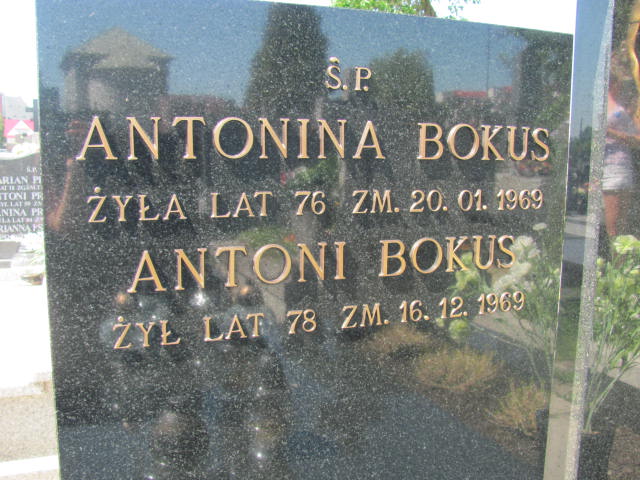 Ś.P.
ANTONINA BOKUS
ŻYŁA LAT 76 ZM. 20. 01. 1969
ANTONI BOKUS
ŻYŁ LAT 78 ZM. 16. 12. 1969